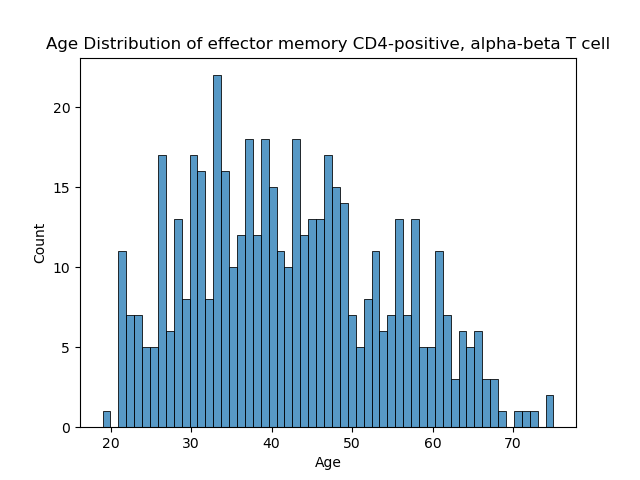 Age Distribution of effector memory CD4-positive, alpha-beta T cell
20
15
10
5
0
Count
20 30 40 50 60 70
Age